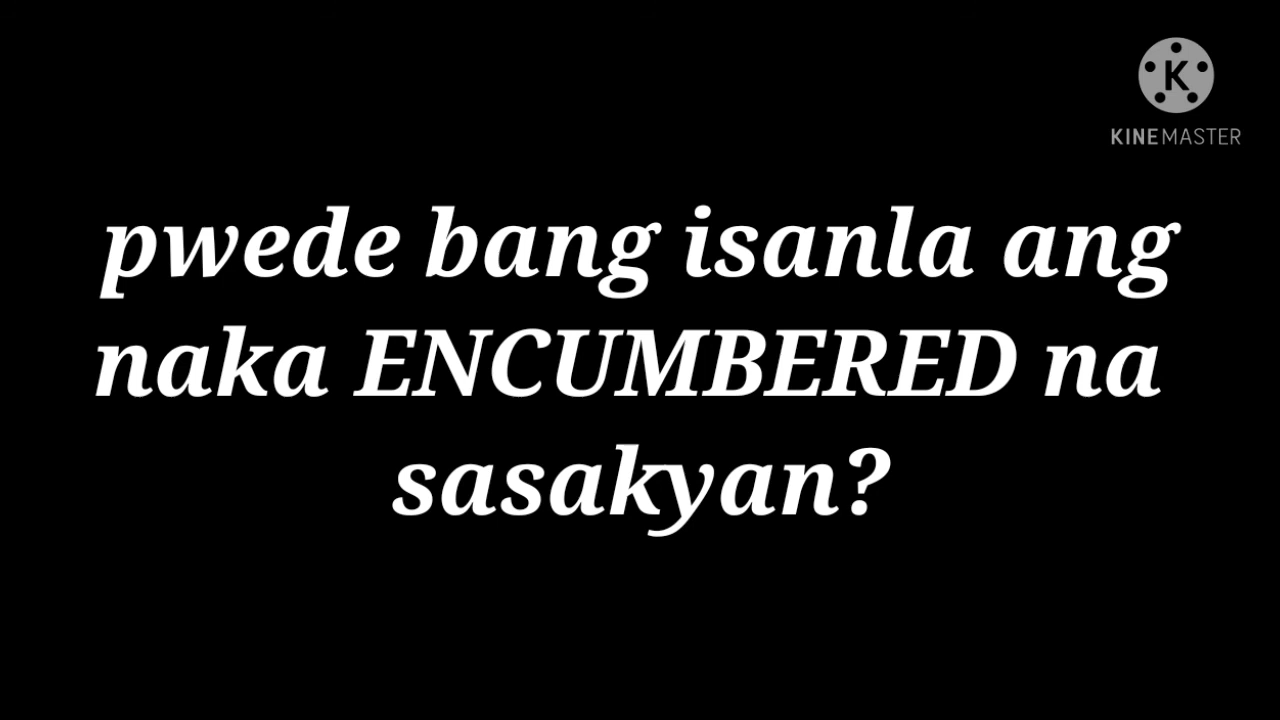 K
KINEMASTER
pwede bang isanla ang
naka ENCUMBERED na
sasakyan?